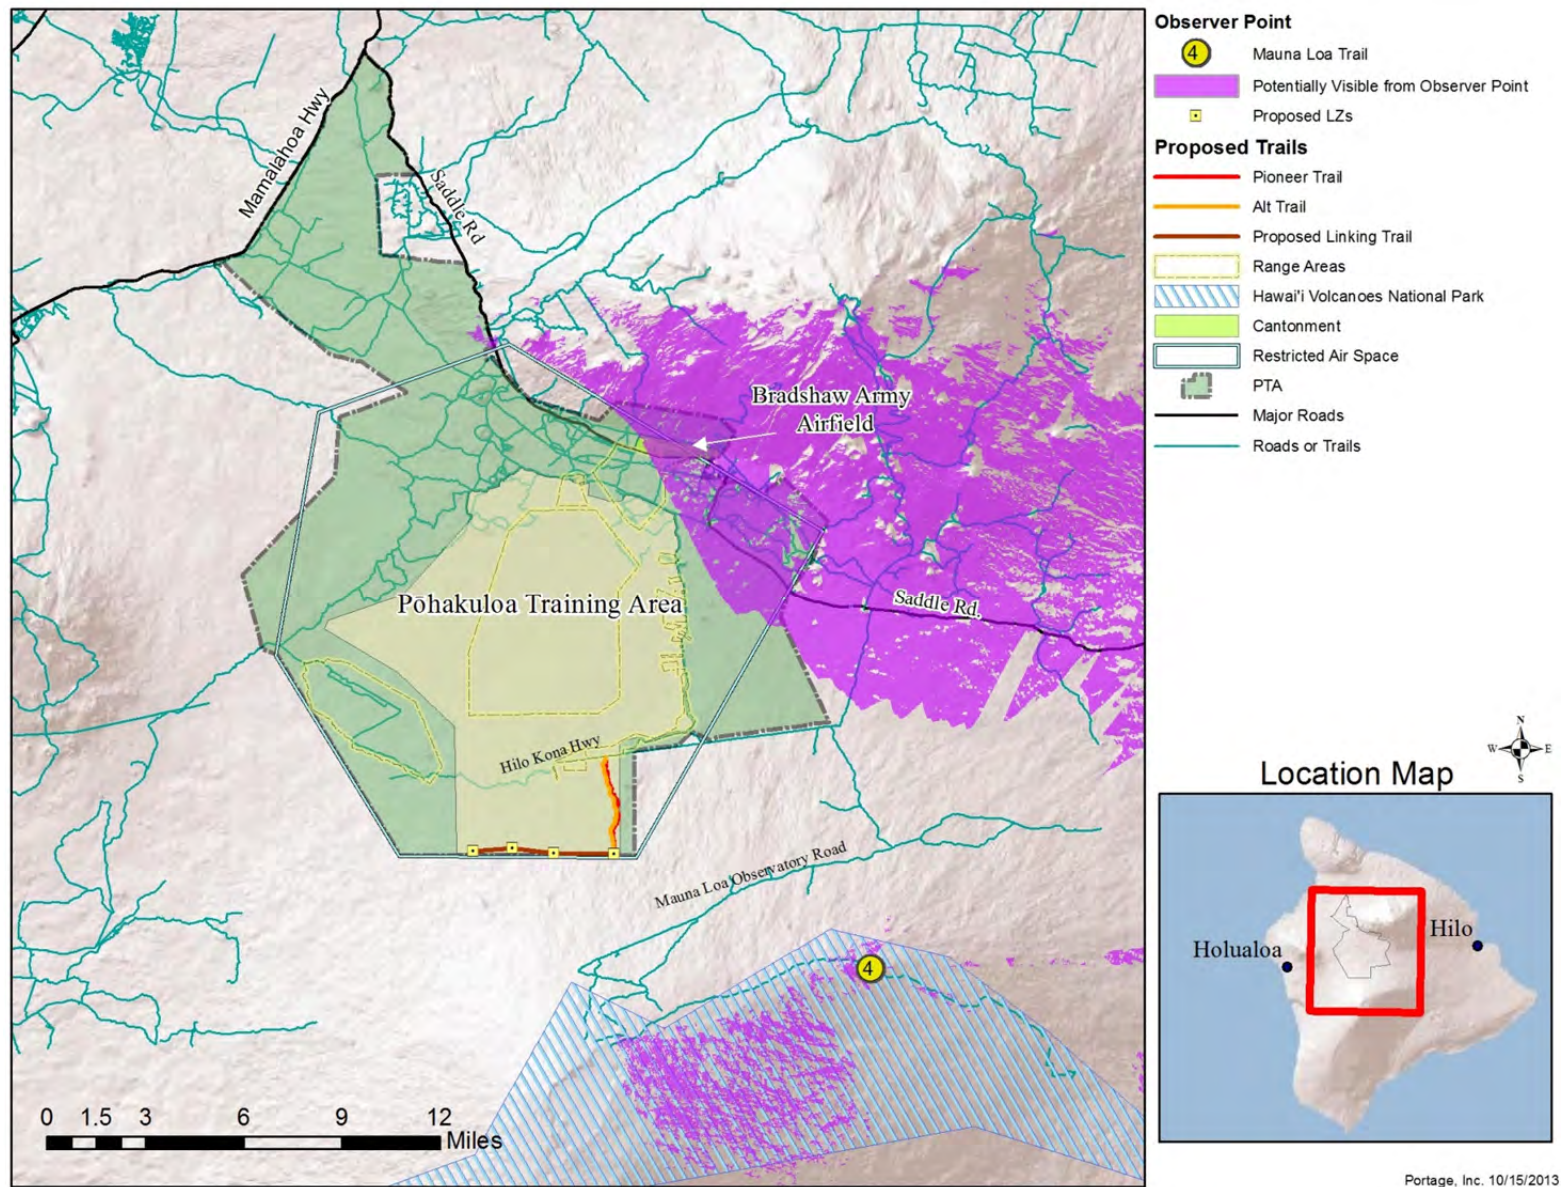 Mamalahoa Hwy
Saddle Rd
Bradshaw Army
Airfield
Pōhakuloa Training Area
Saddle Rd.
Hilo Kona Hwy
Mauna Loa Observatory Road
4
0 1.5 3 6 9 12
Miles
Observer Point
4 Mauna Loa Trail
Potentially Visible from Observer Point
Proposed LZs
Proposed Trails
Pioneer Trail
Alt Trail
Proposed Linking Trail
Range Areas
Hawai'i Volcanoes National Park
Cantonment
Restricted Air Space
PTA
Major Roads
Roads or Trails
N
W E
S
Location Map
Hilo
Holualoa
Portage, Inc. 10/15/2013